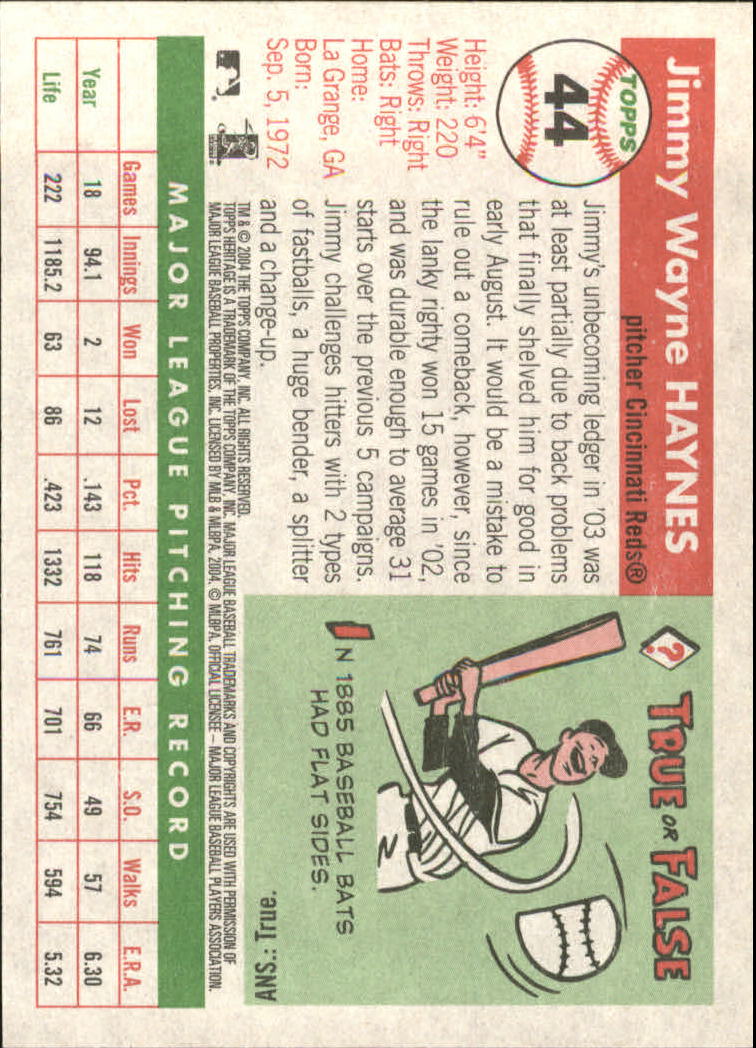 Jimmy Wayne HAYNES
pitcher Cincinnati Reds®
TOPPS
44
Height: 6'4"
Weight: 220
Throws: Right
Bats: Right
Home:
La Grange, GA
Born:
Sep. 5, 1972
Jimmy's unbecoming ledger in '03 was
at least partially due to back problems
that finally shelved him for good in
early August. It would be a mistake to
rule out a comeback, however, since
the lanky righty won 15 games in '02,
and was durable enough to average 31
starts over the previous 5 campaigns.
Jimmy challenges hitters with 2 types
of fastballs, a huge bender, a splitter
and a change-up.
?
TRUE OR FALSE
IN 1885 BASEBALL BATS
HAD FLAT SIDES.
ANS.: True.
TM & © 2004 THE TOPPS COMPANY, INC. ALL RIGHTS RESERVED.
TOPPS HERITAGE IS A TRADEMARK OF THE TOPPS COMPANY, INC. MAJOR LEAGUE BASEBALL TRADEMARKS AND COPYRIGHTS ARE USED WITH PERMISSION OF
MAJOR LEAGUE BASEBALL PROPERTIES, INC. LICENSED BY MLB & MLBPA, 2004. © MLBPA. OFFICIAL LICENSEE – MAJOR LEAGUE BASEBALL PLAYERS ASSOCIATION.
MAJOR LEAGUE PITCHING RECORD
Games Innings Won Lost Pct. Hits Runs E.R. S.O. Walks E.R.A.
Year 18 94.1 2 12 .143 118 74 66 49 57 6.30
Life 222 1185.2 63 86 .423 1332 761 701 754 594 5.32